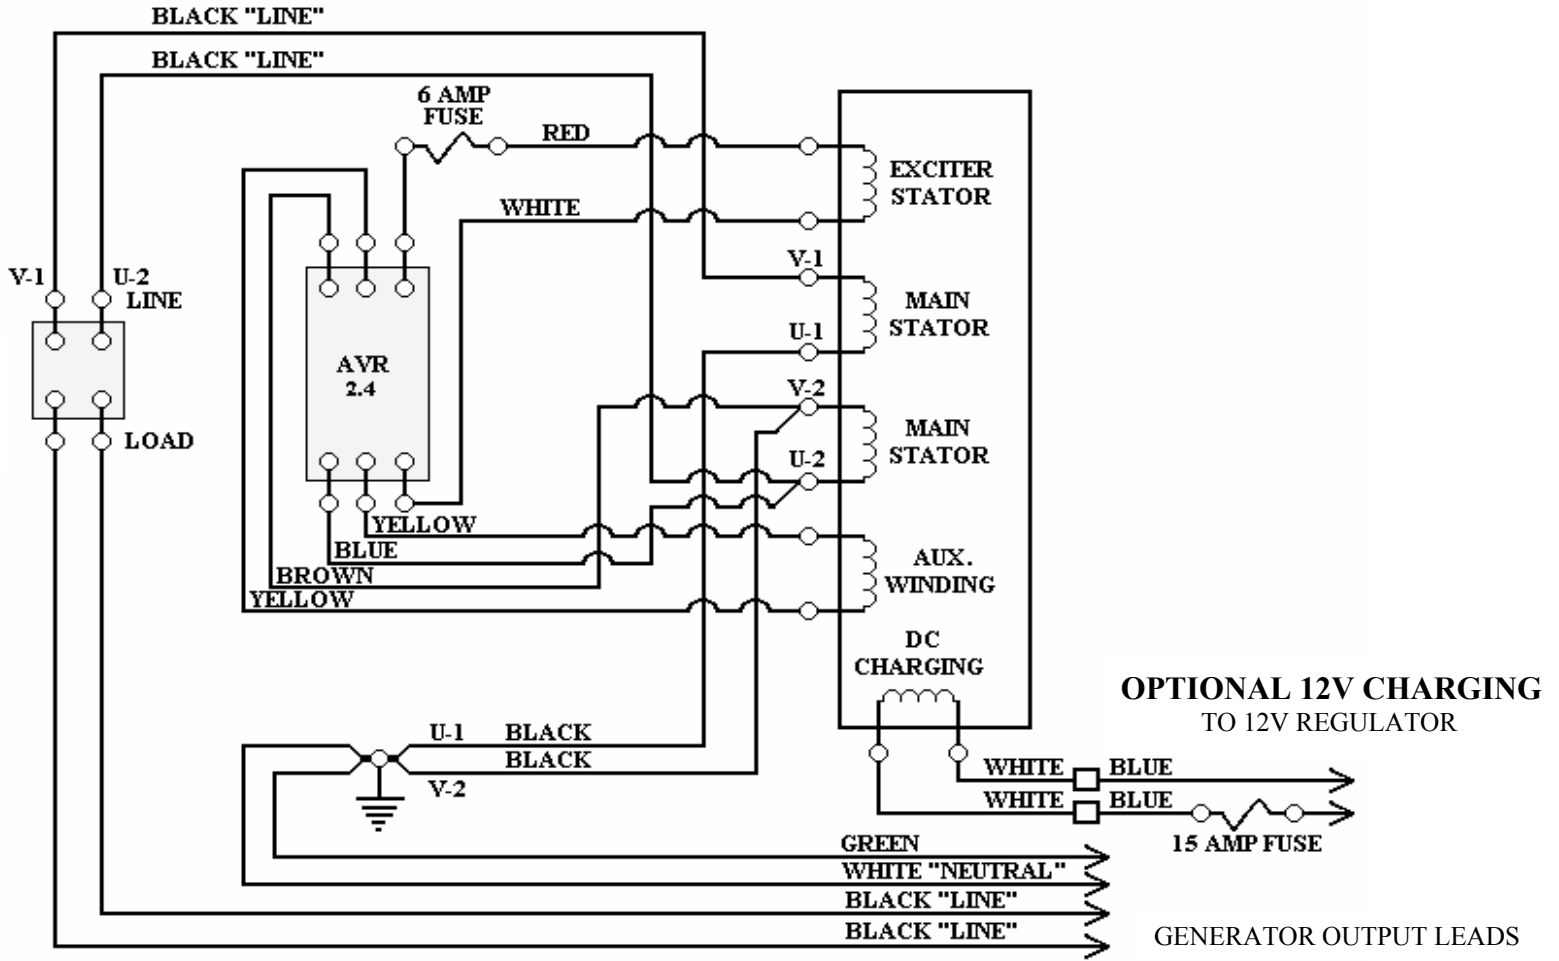 BLACK "LINE"
BLACK "LINE"
6 AMP
FUSE
RED
EXCITER
STATOR
WHITE
V-1
V-1
U-2
LINE
MAIN
STATOR
U-1
AVR
2.4
V-2
LOAD
MAIN
STATOR
U-2
YELLOW
BLUE
BROWN
YELLOW
AUX.
WINDING
DC
CHARGING
OPTIONAL 12V CHARGING
TO 12V REGULATOR
U-1
BLACK
BLACK
V-2
WHITE
BLUE
WHITE
BLUE
15 AMP FUSE
GREEN
WHITE "NEUTRAL"
BLACK "LINE"
BLACK "LINE"
GENERATOR OUTPUT LEADS